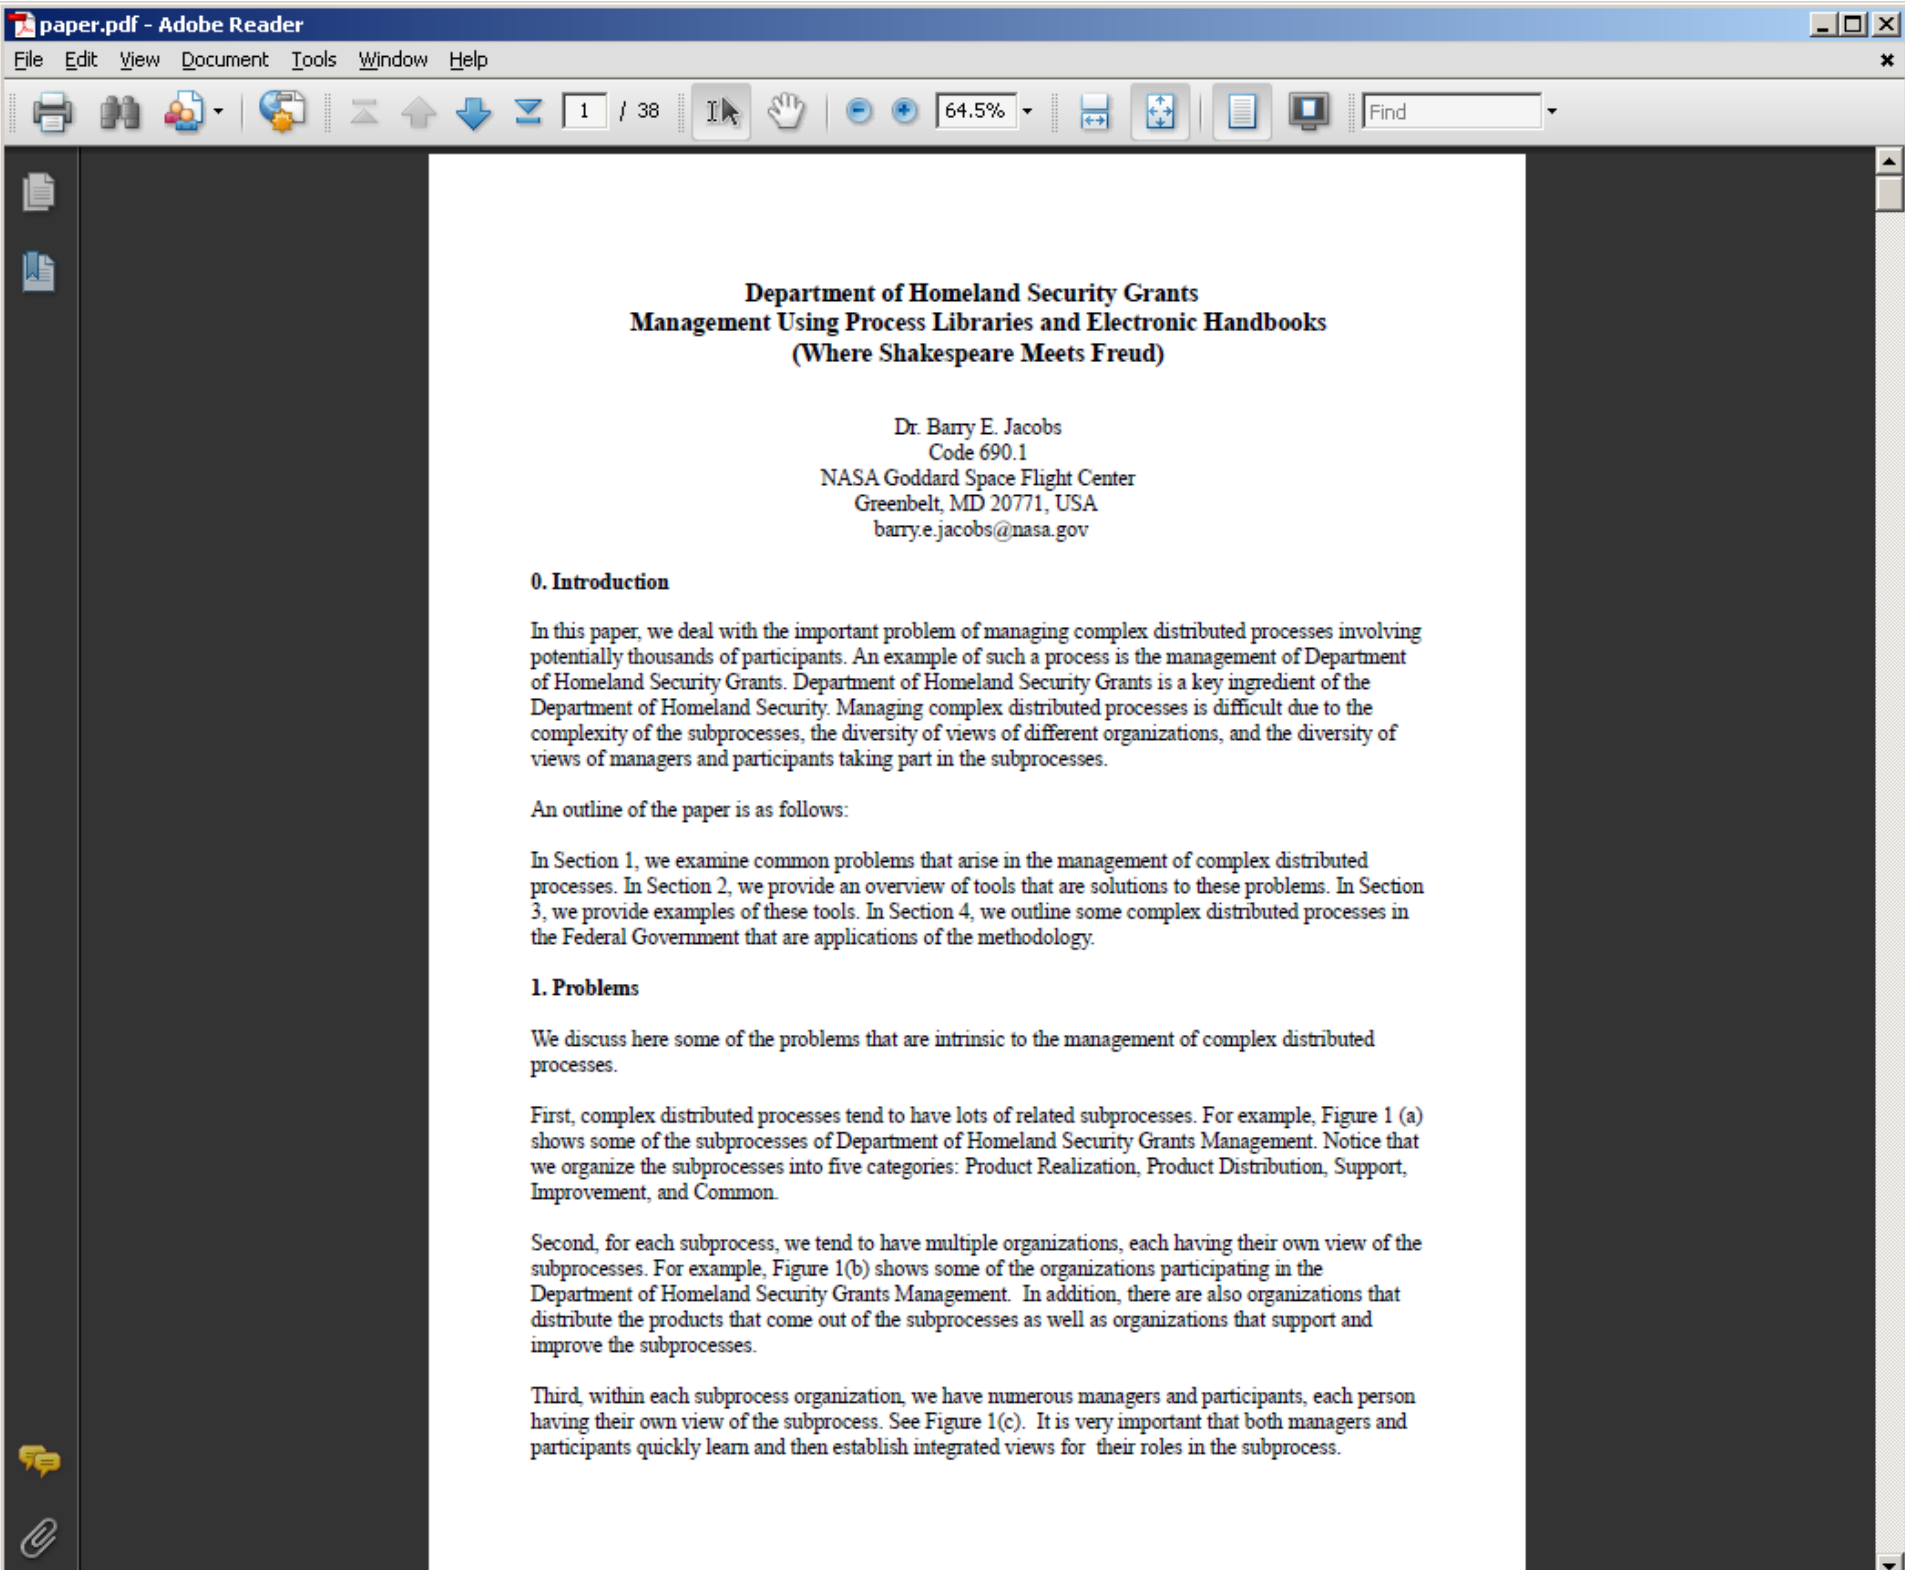 paper.pdf - Adobe Reader
File Edit View Document Tools Window Help
1 / 38 64.5% Find
Department of Homeland Security Grants
Management Using Process Libraries and Electronic Handbooks
(Where Shakespeare Meets Freud)
Dr. Barry E. Jacobs
Code 690.1
NASA Goddard Space Flight Center
Greenbelt, MD 20771, USA
barry.e.jacobs@nasa.gov
0. Introduction
In this paper, we deal with the important problem of managing complex distributed processes involving
potentially thousands of participants. An example of such a process is the management of Department
of Homeland Security Grants. Department of Homeland Security Grants is a key ingredient of the
Department of Homeland Security. Managing complex distributed processes is difficult due to the
complexity of the subprocesses, the diversity of views of different organizations, and the diversity of
views of managers and participants taking part in the subprocesses.
An outline of the paper is as follows:
In Section 1, we examine common problems that arise in the management of complex distributed
processes. In Section 2, we provide an overview of tools that are solutions to these problems. In Section
3, we provide examples of these tools. In Section 4, we outline some complex distributed processes in
the Federal Government that are applications of the methodology.
1. Problems
We discuss here some of the problems that are intrinsic to the management of complex distributed
processes.
First, complex distributed processes tend to have lots of related subprocesses. For example, Figure 1 (a)
shows some of the subprocesses of Department of Homeland Security Grants Management. Notice that
we organize the subprocesses into five categories: Product Realization, Product Distribution, Support,
Improvement, and Common.
Second, for each subprocess, we tend to have multiple organizations, each having their own view of the
subprocesses. For example, Figure 1(b) shows some of the organizations participating in the
Department of Homeland Security Grants Management.  In addition, there are also organizations that
distribute the products that come out of the subprocesses as well as organizations that support and
improve the subprocesses.
Third, within each subprocess organization, we have numerous managers and participants, each person
having their own view of the subprocess. See Figure 1(c).  It is very important that both managers and
participants quickly learn and then establish integrated views for  their roles in the subprocess.